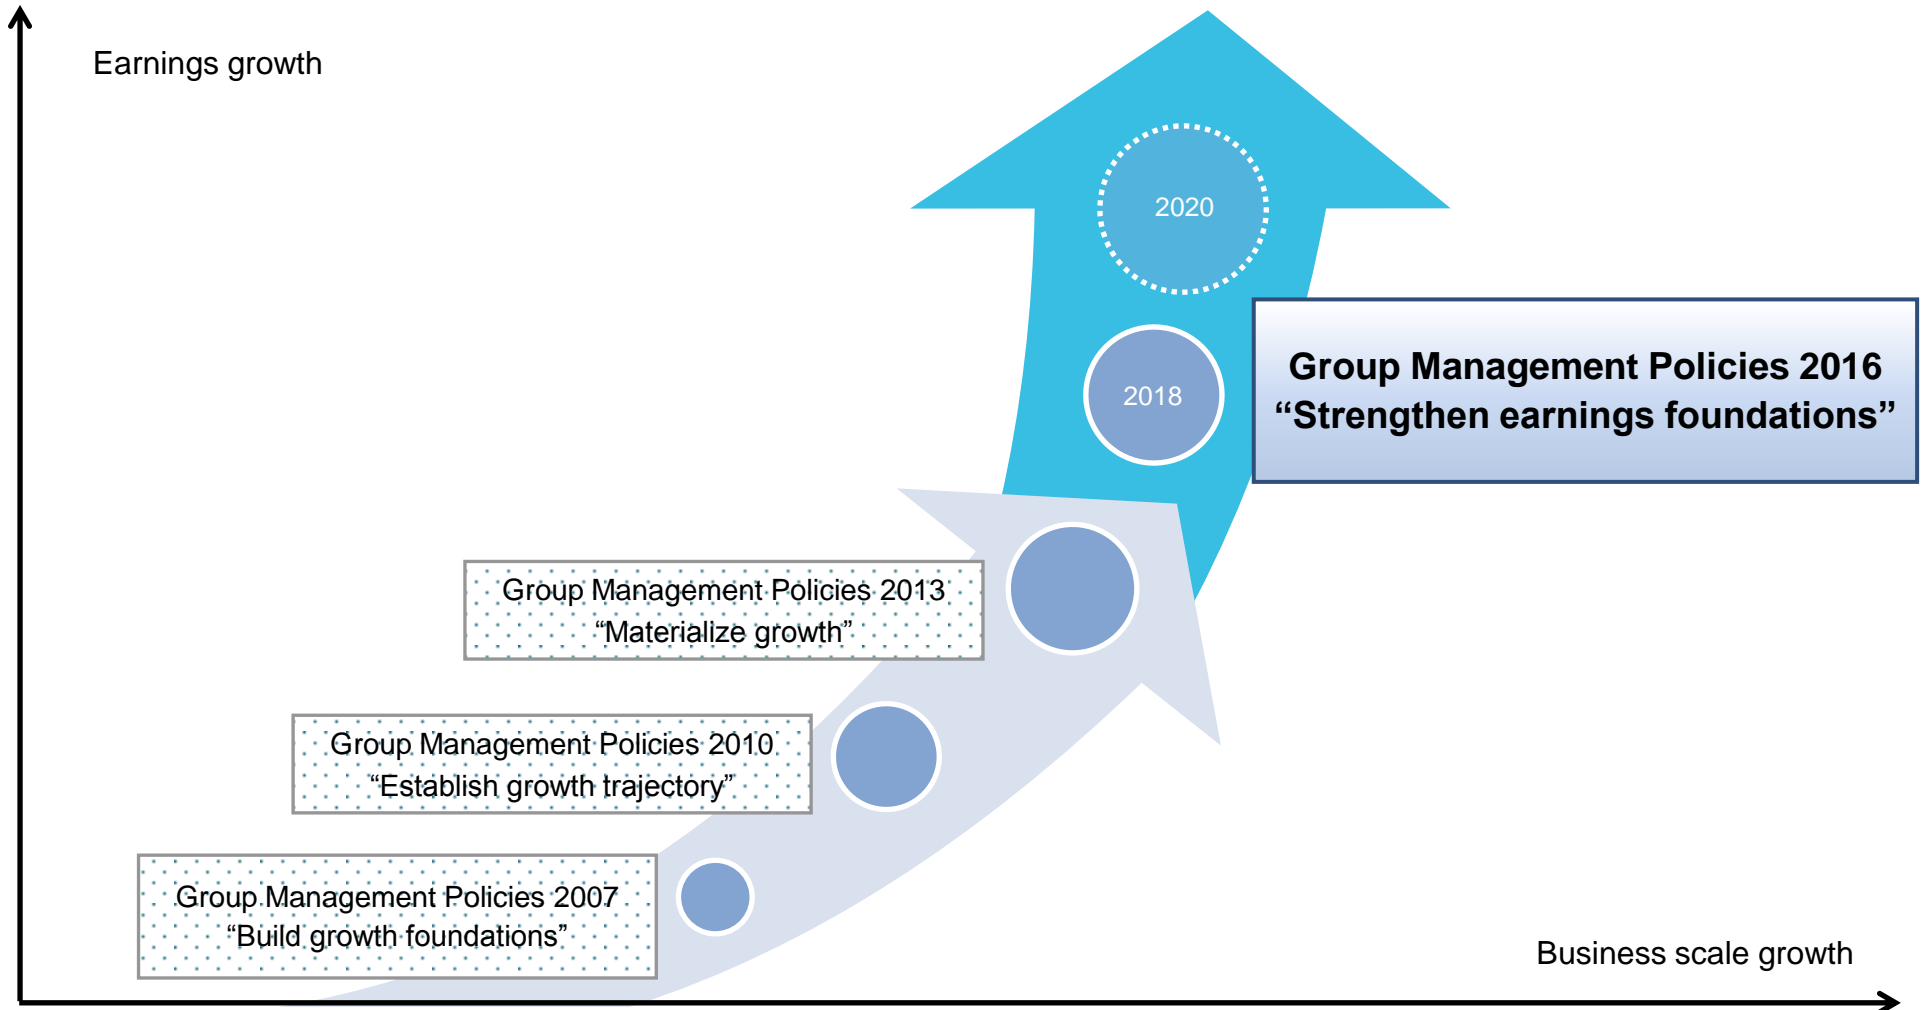 Earnings growth
2020
2018
Group Management Policies 2016
“Strengthen earnings foundations”
Group Management Policies 2013
“Materialize growth”
Group Management Policies 2010
“Establish growth trajectory”
Group Management Policies 2007
“Build growth foundations”
Business scale growth